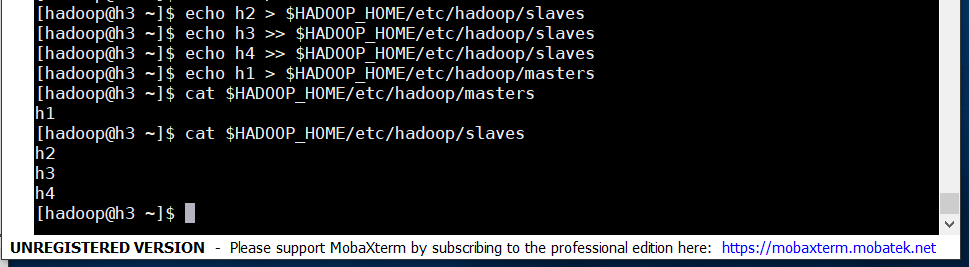 [hadoop@h3 ~]$ echo h2 > $HADOOP_HOME/etc/hadoop/slaves
[hadoop@h3 ~]$ echo h3 >> $HADOOP_HOME/etc/hadoop/slaves
[hadoop@h3 ~]$ echo h4 >> $HADOOP_HOME/etc/hadoop/slaves
[hadoop@h3 ~]$ echo h1 > $HADOOP_HOME/etc/hadoop/masters
[hadoop@h3 ~]$ cat $HADOOP_HOME/etc/hadoop/masters
h1
[hadoop@h3 ~]$ cat $HADOOP_HOME/etc/hadoop/slaves
h2
h3
h4
[hadoop@h3 ~]$
UNREGISTERED VERSION - Please support MobaXterm by subscribing to the professional edition here: https://mobaxterm.mobatek.net